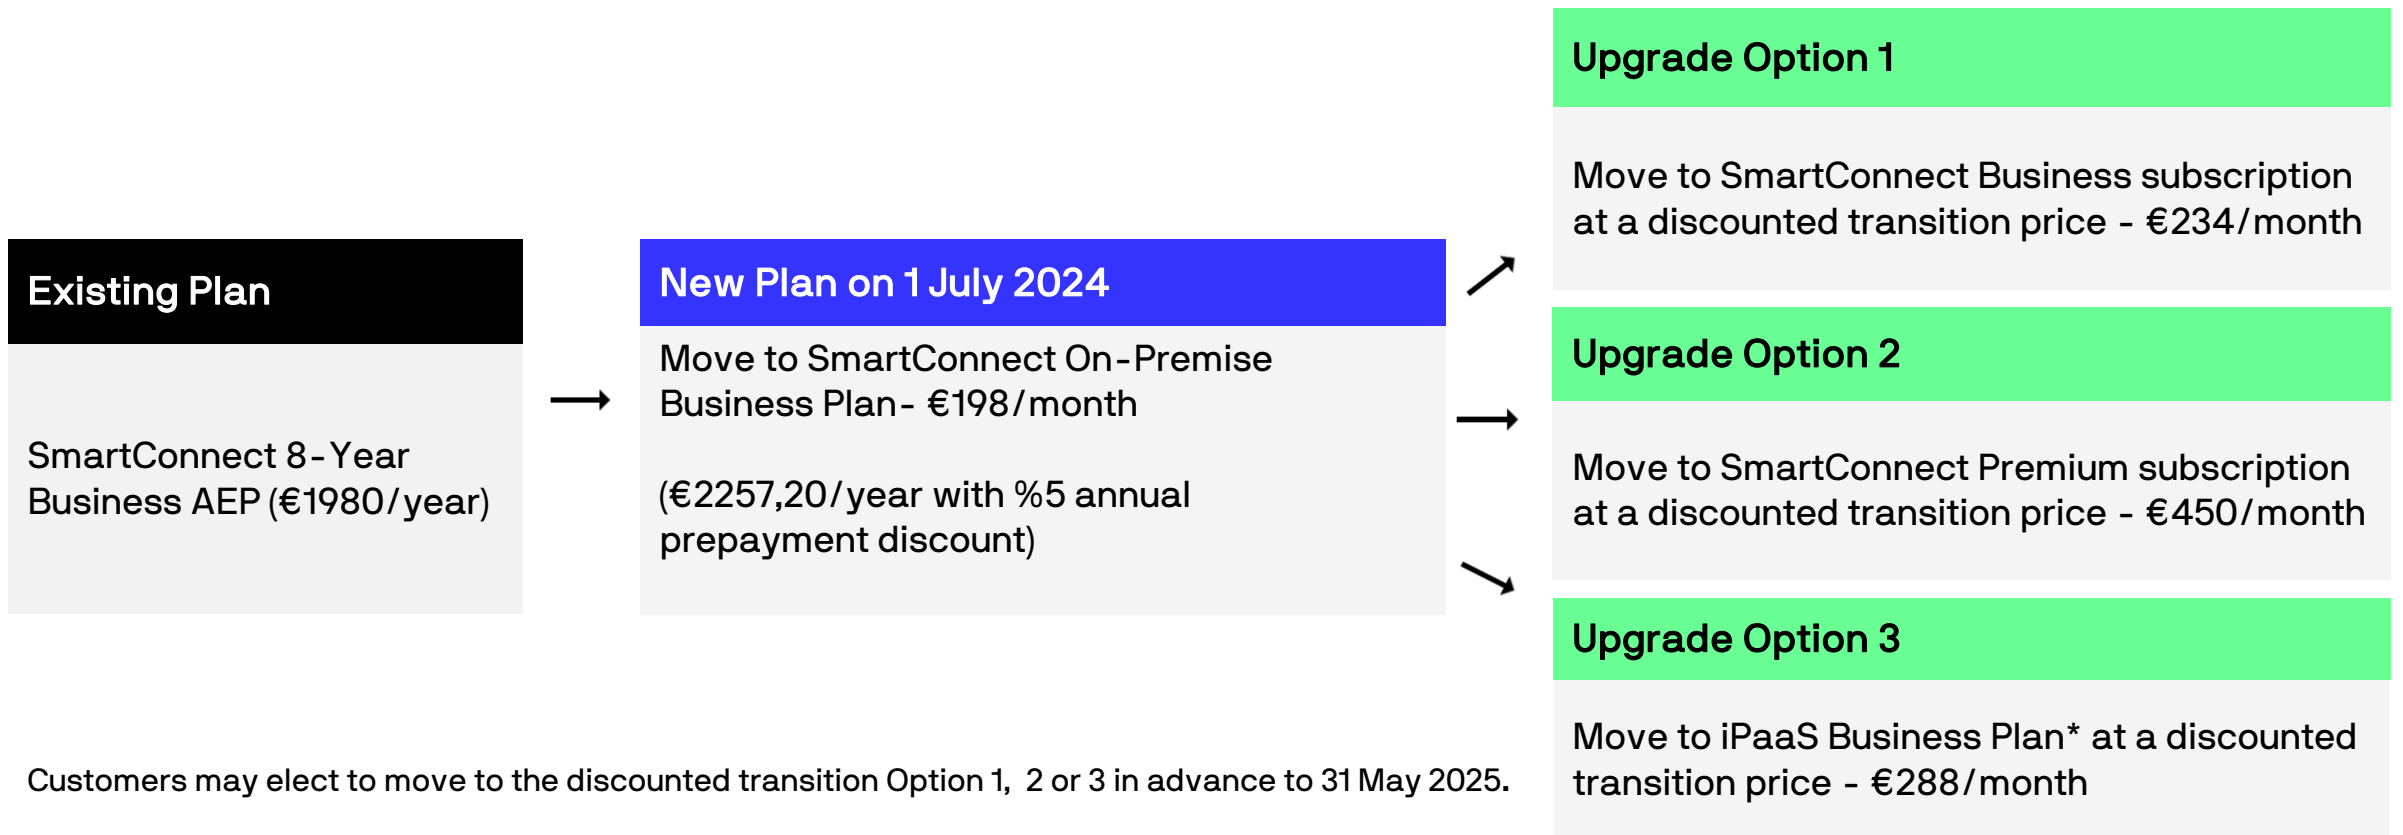 Existing Plan
SmartConnect 8-Year
Business AEP (€1980/year)
New Plan on 1 July 2024
Move to SmartConnect On-Premise
Business Plan- €198/month
(€2257,20/year with %5 annual
prepayment discount)
Upgrade Option 1
Move to SmartConnect Business subscription
at a discounted transition price - €234/month
Upgrade Option 2
Move to SmartConnect Premium subscription
at a discounted transition price - €450/month
Upgrade Option 3
Move to iPaaS Business Plan* at a discounted
transition price - €288/month
Customers may elect to move to the discounted transition Option 1, 2 or 3 in advance to 31 May 2025.